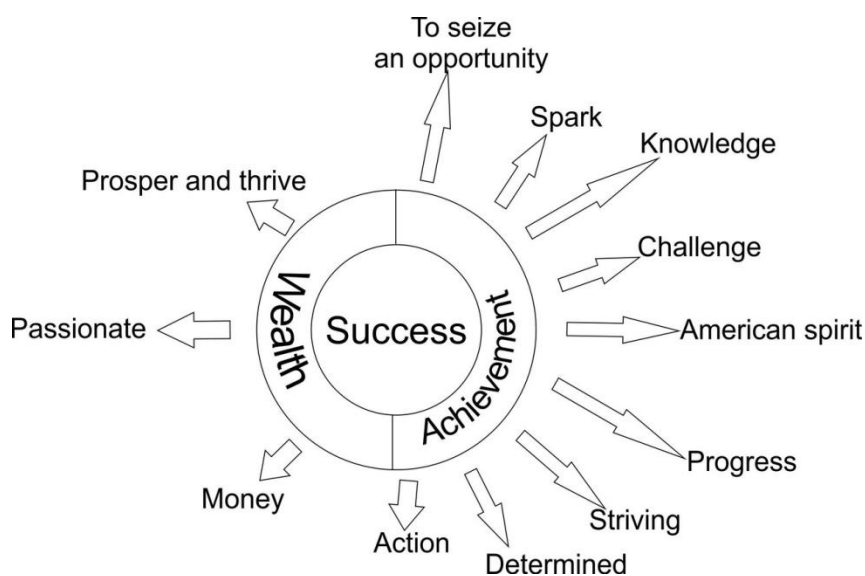 To seize
an opportunity
Spark
Knowledge
Prosper and thrive
Challenge
Wealth
Success
Achievement
Passionate
American spirit
Progress
Money
Striving
Action
Determined